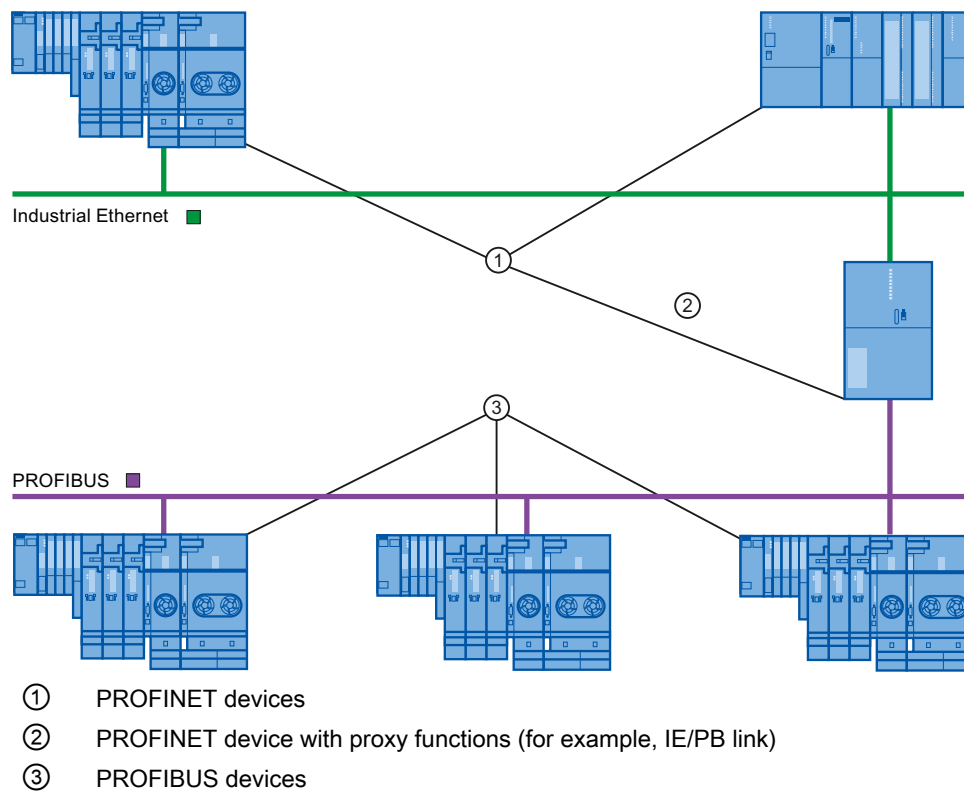 Industrial Ethernet
①
②
③
PROFIBUS
① PROFINET devices
② PROFINET device with proxy functions (for example, IE/PB link)
③ PROFIBUS devices